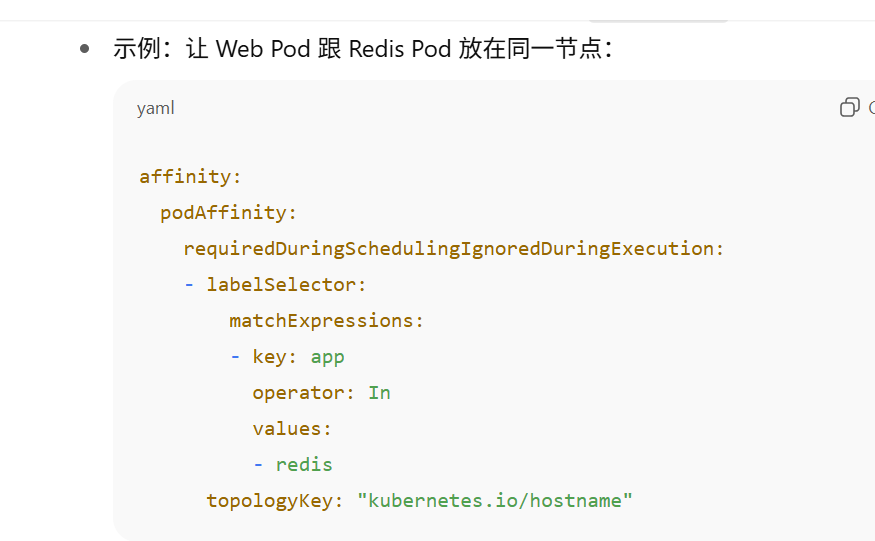 示例：让 Web Pod 跟 Redis Pod 放在同一节点：
yaml
affinity:
  podAffinity:
    requiredDuringSchedulingIgnoredDuringExecution:
    - labelSelector:
        matchExpressions:
        - key: app
          operator: In
          values:
          - redis
      topologyKey: "kubernetes.io/hostname"